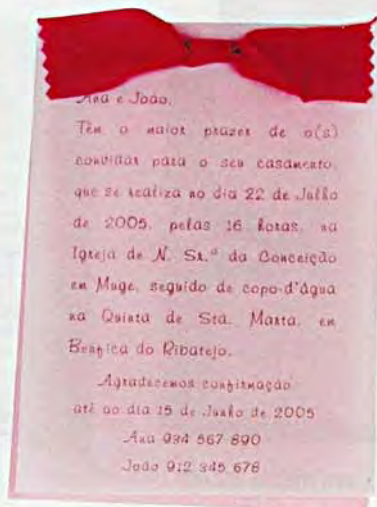 Ana e João,
Têm o maior prazer de o(s)
convidar para o seu casamento,
que se realiza no dia 22 de Julho
de 2005, pelas 16 horas, na
Igreja de N. Sr.ª da Conceição
em Muge, seguido de copo-d'água
na Quinta de Sta. Marta, em
Benfica do Ribatejo.
Agradecemos confirmação
até ao dia 15 de Junho de 2005
Ana 934 567 890
João 912 345 678